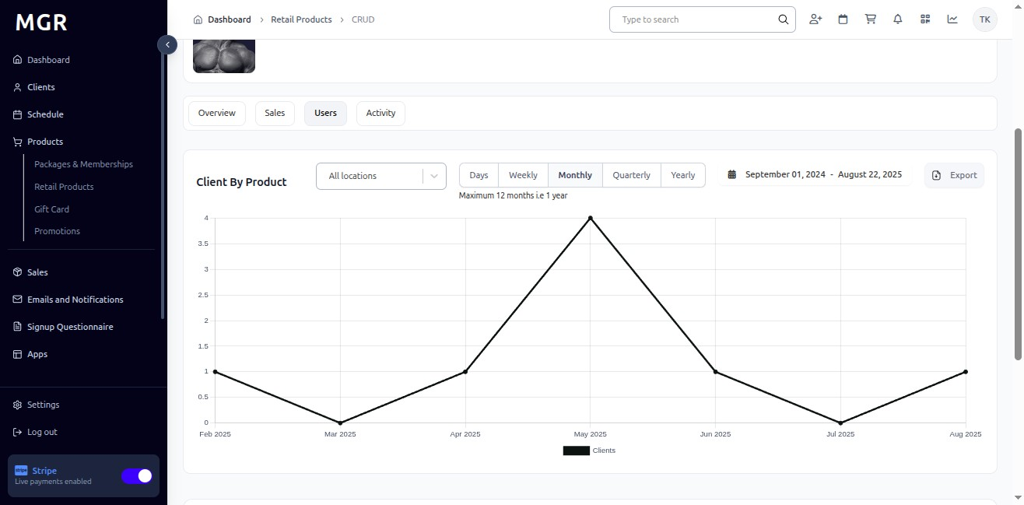 MGR
Dashboard
Clients
Schedule
Products
Packages & Memberships
Retail Products
Gift Card
Promotions
Sales
Emails and Notifications
Signup Questionnaire
Apps
Settings
Log out
Stripe
Live payments enabled
Dashboard > Retail Products > CRUD
Type to search
TK
Overview Sales Users Activity
Client By Product
All locations
Days Weekly Monthly Quarterly Yearly
Maximum 12 months i.e 1 year
September 01, 2024 - August 22, 2025
Export
4
3.5
3
2.5
2
1.5
1
0.5
0
Feb 2025 Mar 2025 Apr 2025 May 2025 Jun 2025 Jul 2025 Aug 2025
Clients